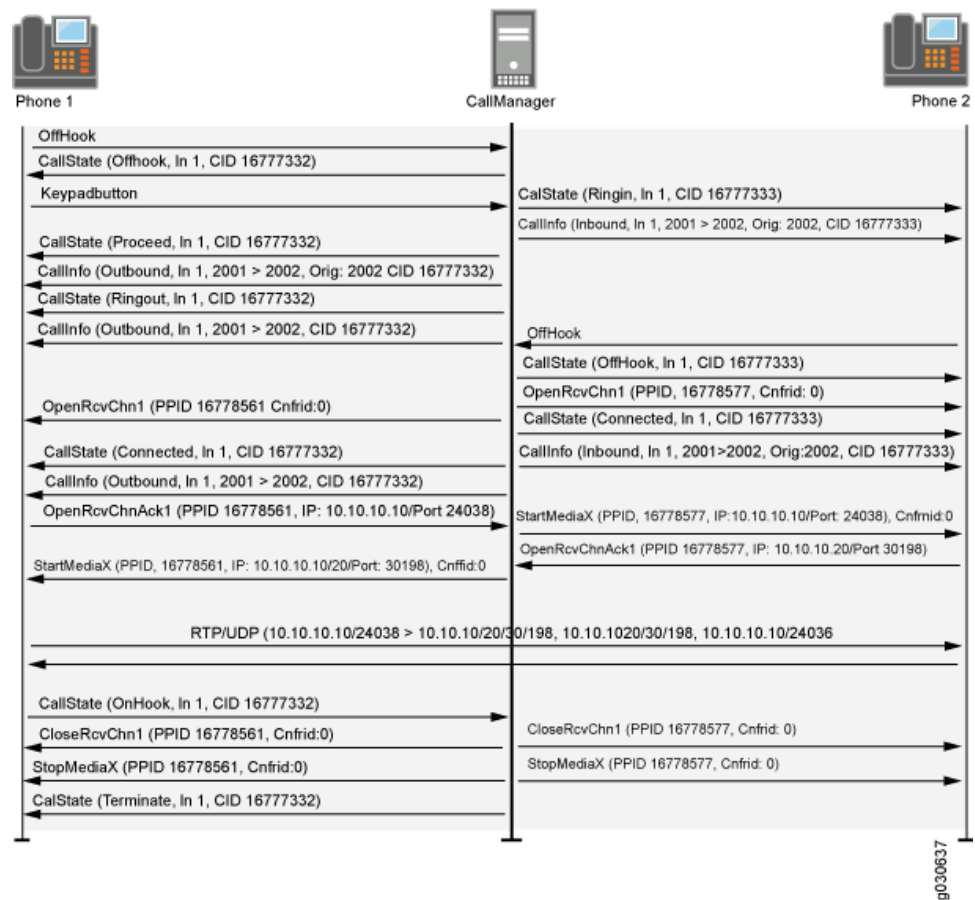 Phone 1
CallManager
Phone 2
OffHook
CallState (Offhook, In 1, CID 16777332)
Keypadbutton
CalState (Ringin, In 1, CID 16777333)
CallInfo (Inbound, In 1, 2001 > 2002, Orig: 2002, CID 16777333)
CallState (Proceed, In 1, CID 16777332)
CallInfo (Outbound, In 1, 2001 > 2002, Orig: 2002 CID 16777332)
CallState (Ringout, In 1, CID 16777332)
CallInfo (Outbound, In 1, 2001 > 2002, CID 16777332)
OffHook
CallState (OffHook, In 1, CID 16777333)
OpenRcvChn1 (PPID, 16778577, Cnfrid: 0)
OpenRcvChn1 (PPID 16778561 Cnfrid:0)
CallState (Connected, In 1, CID 16777333)
CallState (Connected, In 1, CID 16777332)
CallInfo (Inbound, In 1, 2001>2002, Orig:2002, CID 16777333)
CallInfo (Outbound, In 1, 2001 > 2002, CID 16777332)
OpenRcvChnAck1 (PPID 16778561, IP: 10.10.10.10/Port 24038)
StartMediaX (PPID, 16778577, IP:10.10.10.10/Port: 24038), Cnfrnid:0
OpenRcvChnAck1 (PPID 16778577, IP: 10.10.10.20/Port 30198)
StartMediaX (PPID, 16778561, IP: 10.10.10.10/20/Port: 30198), Cnffid:0
RTP/UDP (10.10.10.10/24038 > 10.10.10/20/30/198, 10.10.1020/30/198, 10.10.10.10/24036
CallState (OnHook, In 1, CID 16777332)
CloseRcvChn1 (PPID 16778561, Cnfrid:0)
CloseRcvChn1 (PPID 16778577, Cnfrid: 0)
StopMediaX (PPID 16778561, Cnfrid:0)
StopMediaX (PPID 16778577, Cnfrid: 0)
CalState (Terminate, In 1, CID 16777332)
g030637